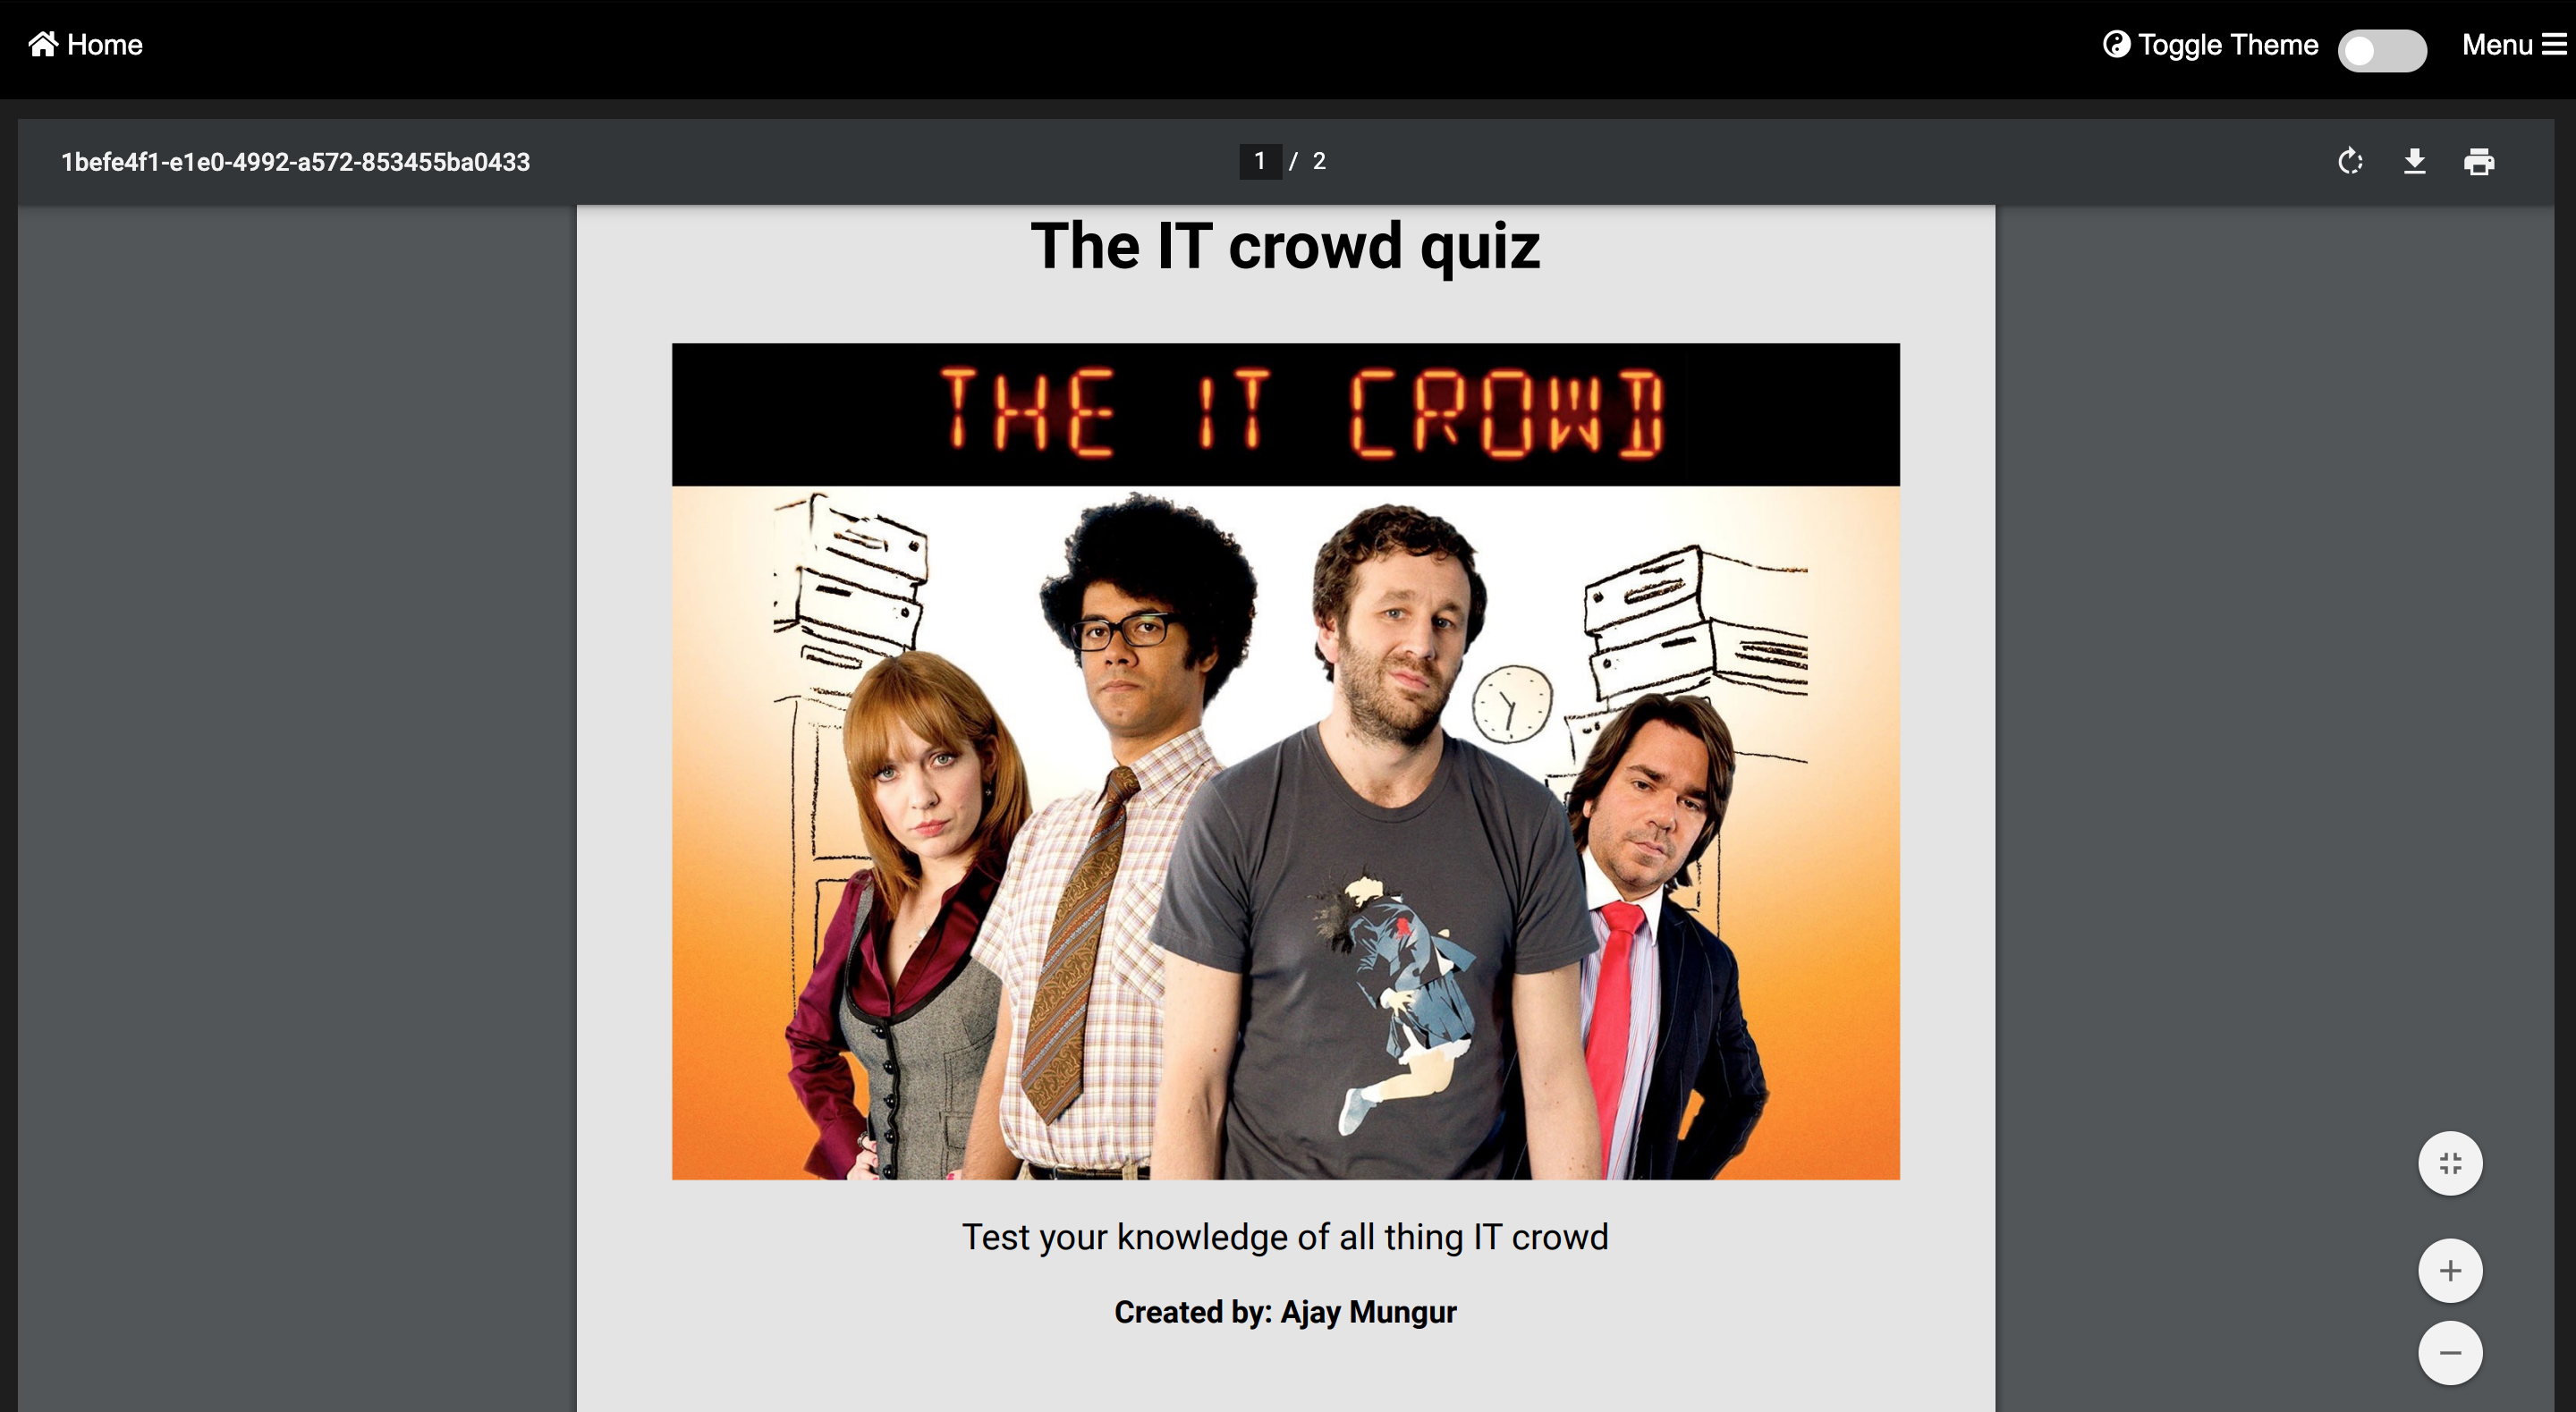 Home
Toggle Theme
Menu
1befe4f1-e1e0-4992-a572-853455ba0433
1 / 2
The IT crowd quiz
THE IT CROWD
Test your knowledge of all thing IT crowd
Created by: Ajay Mungur